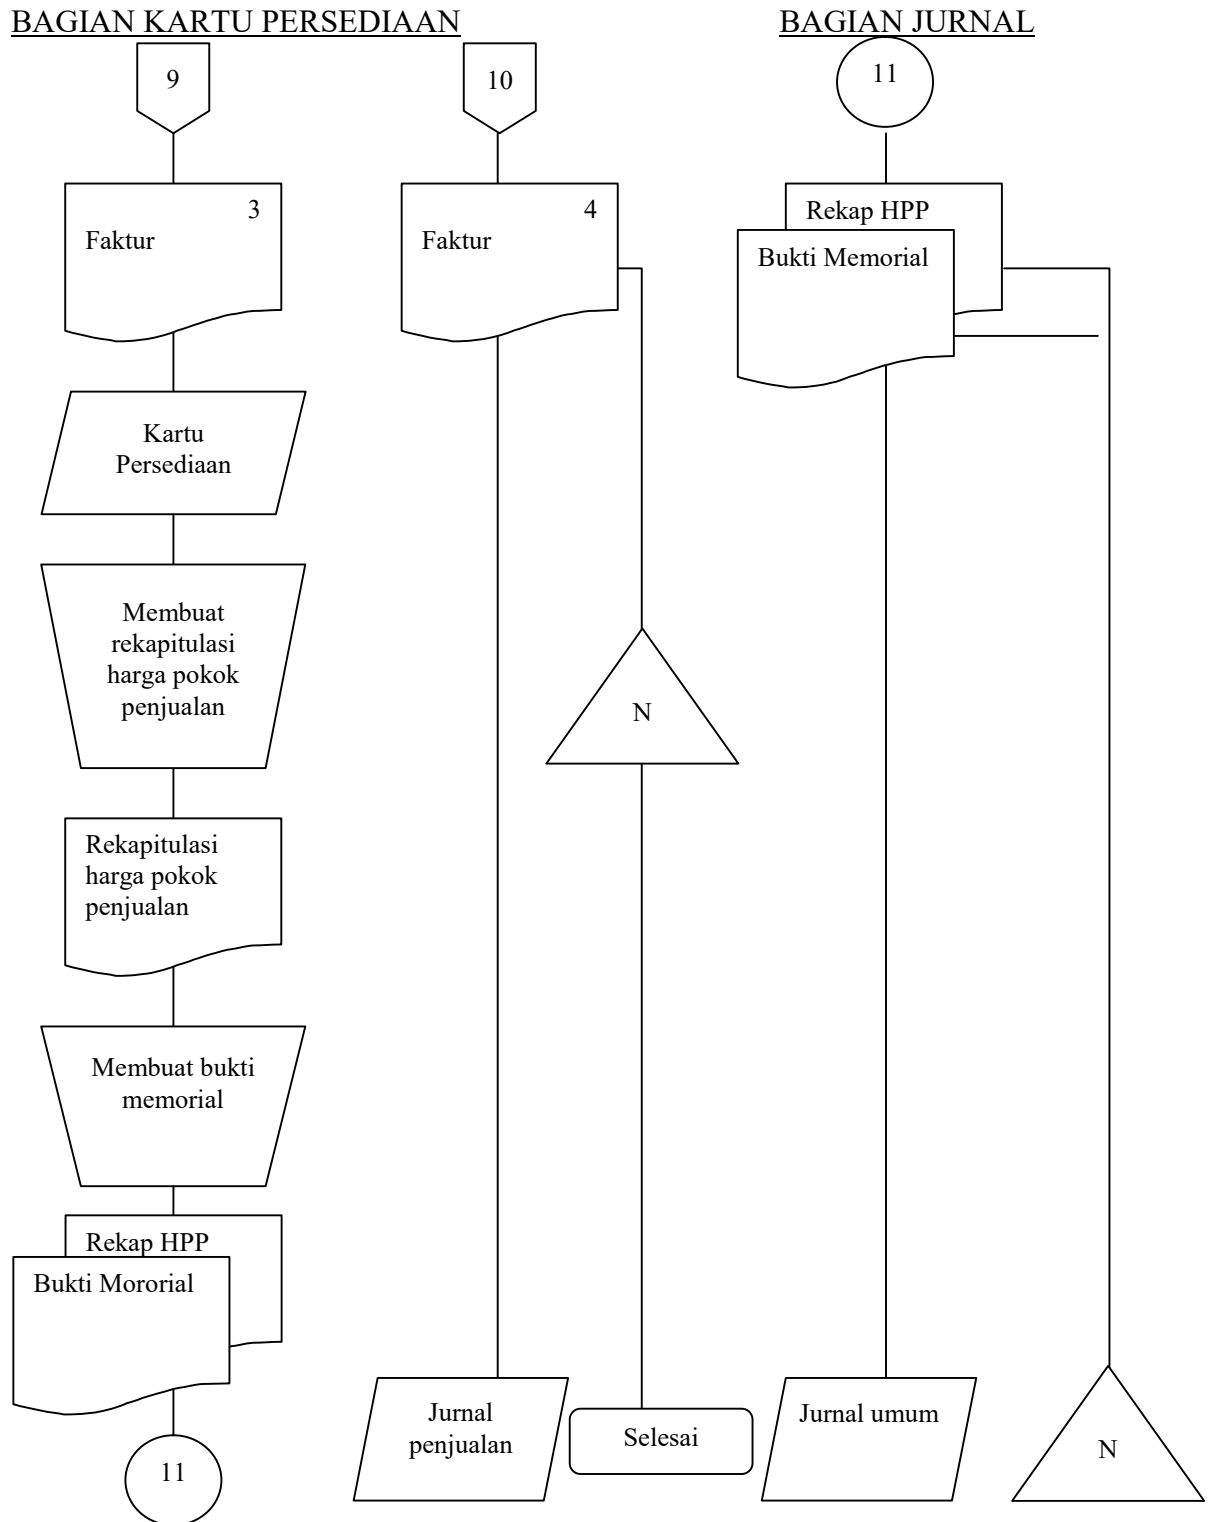 BAGIAN KARTU PERSEDIAAN
9
3
Faktur
Kartu
Persediaan
Membuat
rekapitulasi
harga pokok
penjualan
Rekapitulasi
harga pokok
penjualan
Membuat bukti
memorial
Rekap HPP
Bukti Mororial
11
10
4
Faktur
N
Jurnal
penjualan
Selesai
BAGIAN JURNAL
11
Rekap HPP
Bukti Memorial
Jurnal umum
N